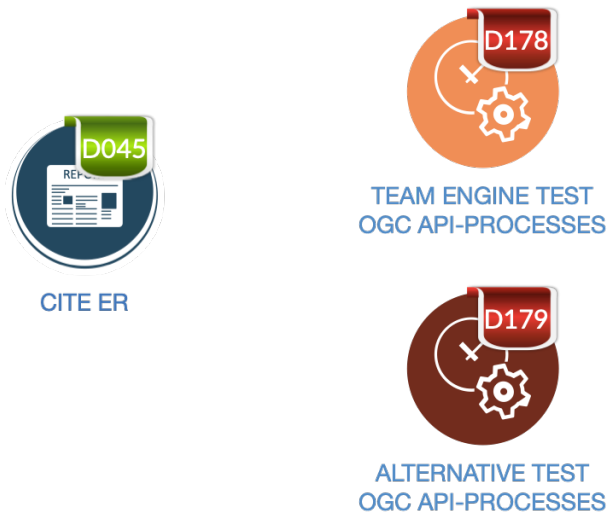 D045
CITE ER
D178
TEAM ENGINE TEST
OGC API-PROCESSES
D179
ALTERNATIVE TEST
OGC API-PROCESSES